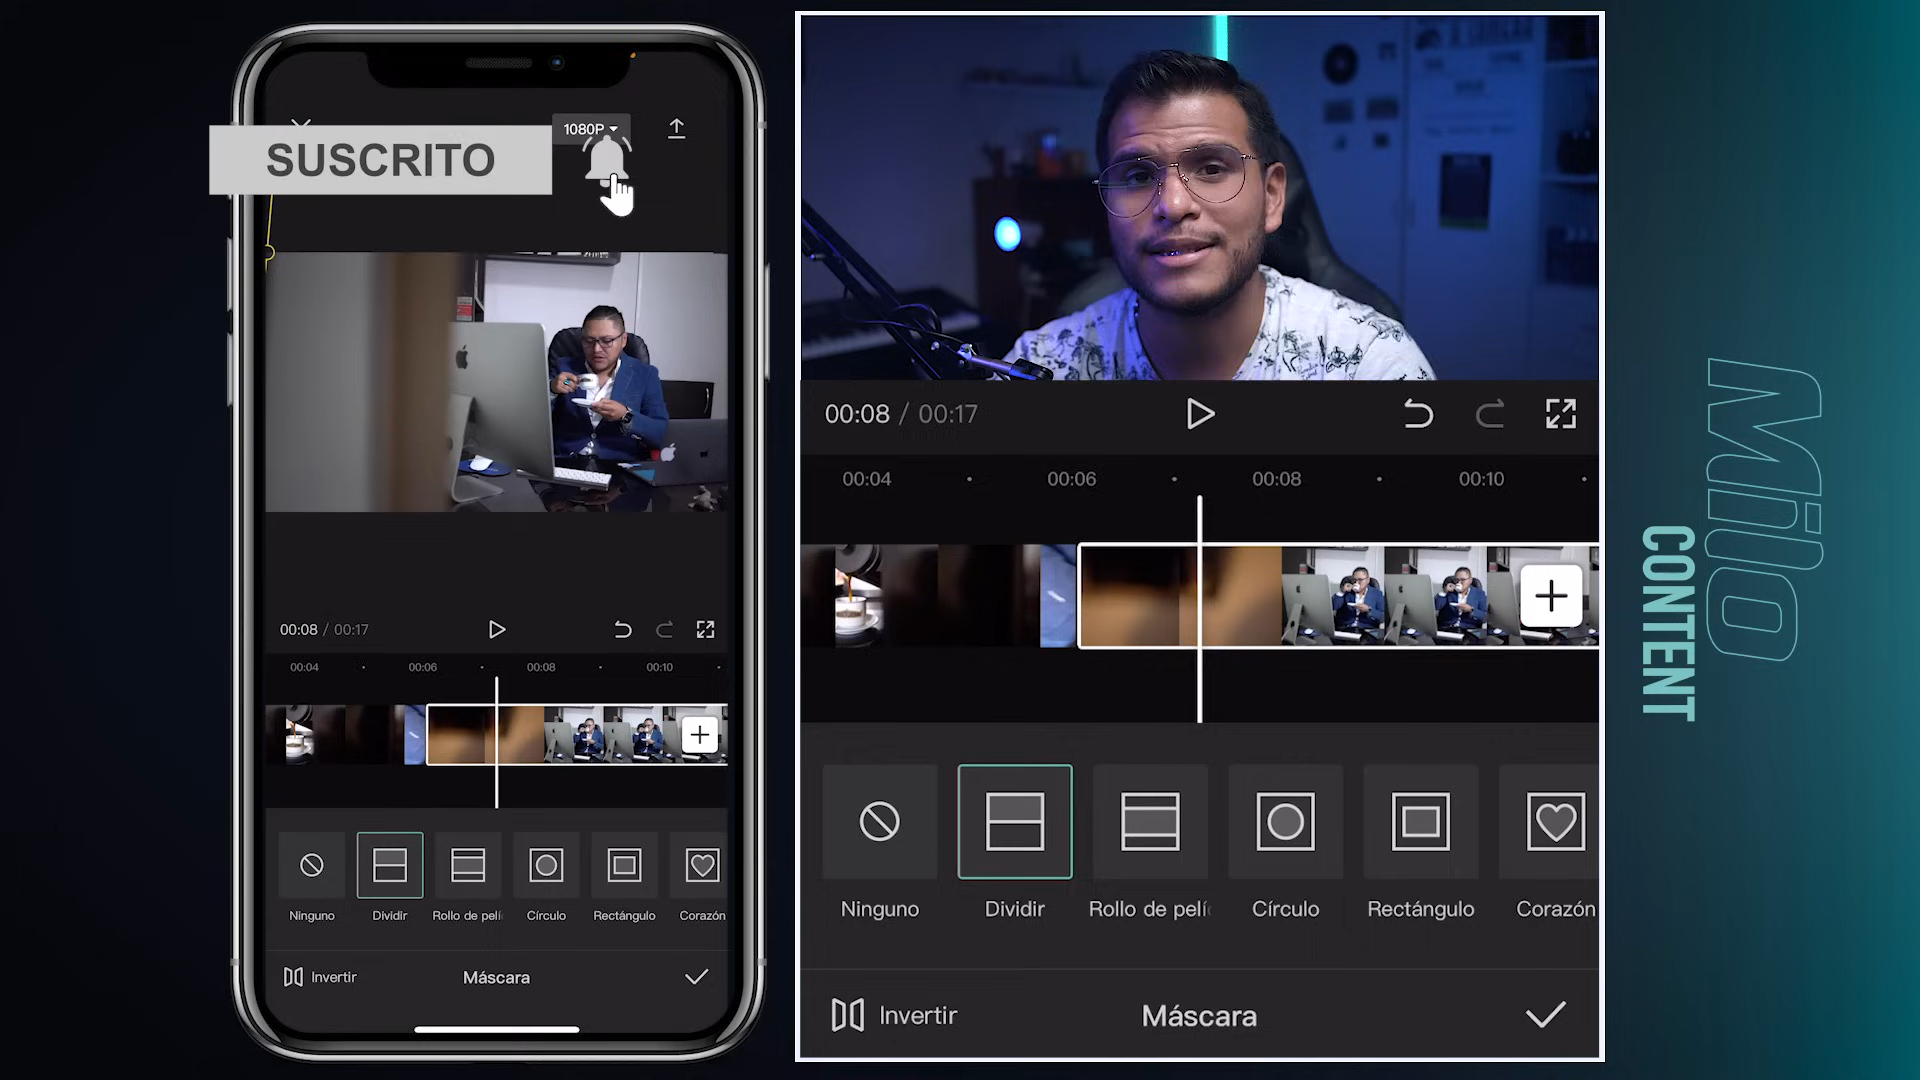 1080P
SUSCRITO
00:08 / 00:17
00:04
00:06
00:08
00:10
Ninguno
Dividir
Rollo de pelí
Círculo
Rectángulo
Corazón
Invertir
Máscara
00:08 / 00:17
00:04
00:06
00:08
00:10
Ninguno
Dividir
Rollo de pelí
Círculo
Rectángulo
Corazón
Invertir
Máscara
Milo
CONTENT